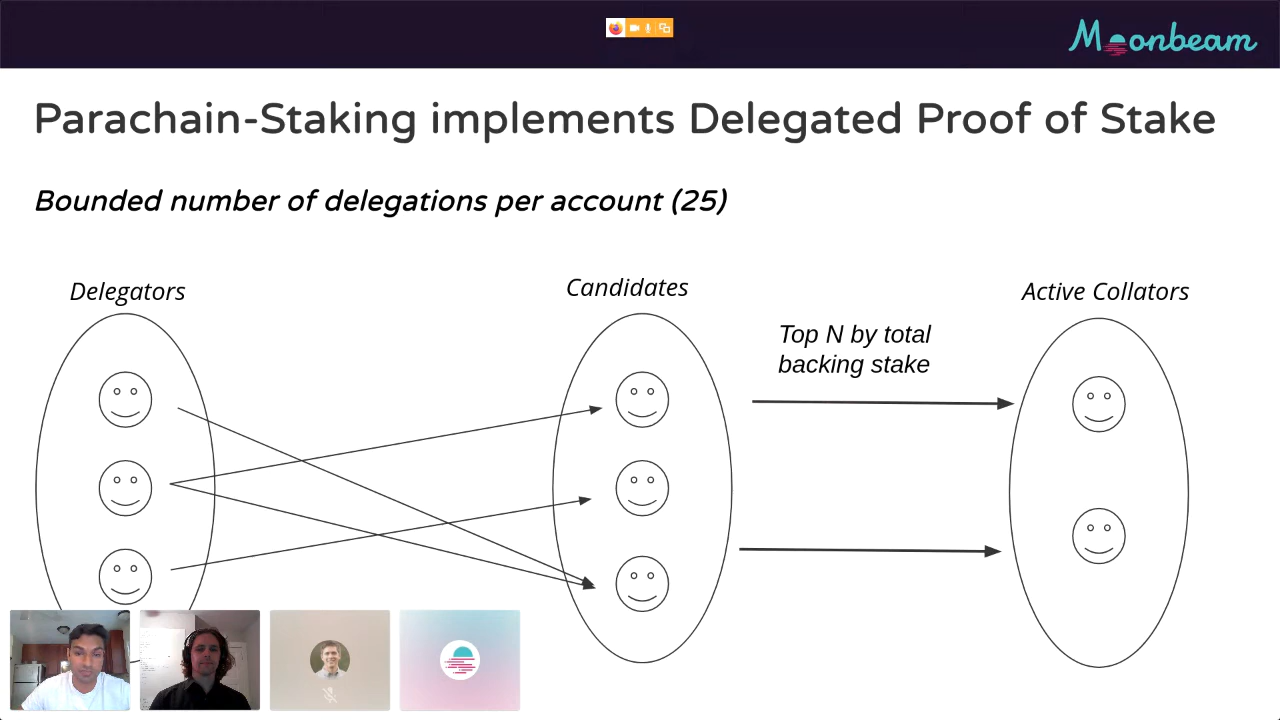 Moonbeam
Parachain-Staking implements Delegated Proof of Stake
Bounded number of delegations per account (25)
Delegators
Candidates
Active Collators
Top N by total
backing stake